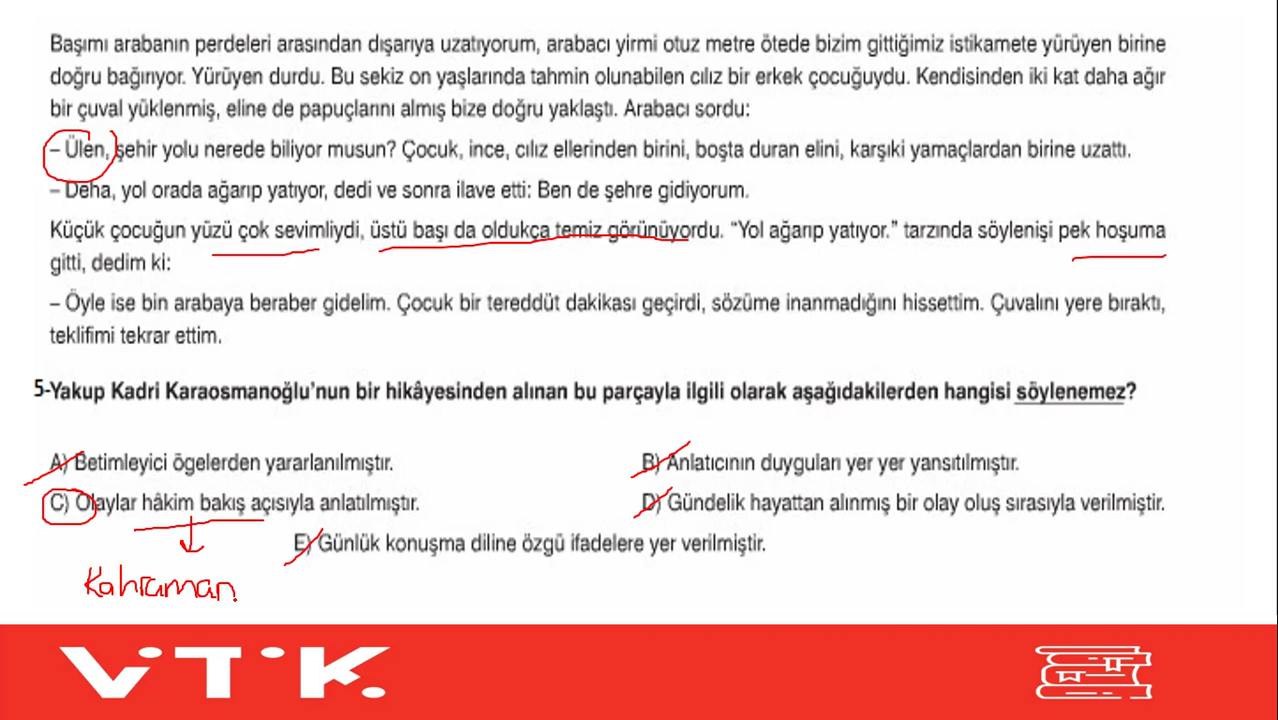 Başımı arabanın perdeleri arasından dışarıya uzatıyorum, arabacı yirmi otuz metre ötede bizim gittiğimiz istikamete yürüyen birine
doğru bağırıyor. Yürüyen durdu. Bu sekiz on yaşlarında tahmin olunabilen cılız bir erkek çocuğuydu. Kendisinden iki kat daha ağır
bir çuval yüklenmiş, eline de papuçlarını almış bize doğru yaklaştı. Arabacı sordu:
– Ülen, şehir yolu nerede biliyor musun? Çocuk, ince, cılız ellerinden birini, boşta duran elini, karşıki yamaçlardan birine uzattı.
– Deha, yol orada ağarıp yatıyor, dedi ve sonra ilave etti: Ben de şehre gidiyorum.
Küçük çocuğun yüzü çok sevimliydi, üstü başı da oldukça temiz görünüyordu. “Yol ağarıp yatıyor.” tarzında söylenişi pek hoşuma
gitti, dedim ki:
– Öyle ise bin arabaya beraber gidelim. Çocuk bir tereddüt dakikası geçirdi, sözüme inanmadığını hissettim. Çuvalını yere bıraktı,
teklifimi tekrar ettim.
5-Yakup Kadri Karaosmanoğlu’nun bir hikâyesinden alınan bu parçayla ilgili olarak aşağıdakilerden hangisi söylenemez?
A) Betimleyici ögelerden yararlanılmıştır.
B) Anlatıcının duyguları yer yer yansıtılmıştır.
C) Olaylar hâkim bakış açısıyla anlatılmıştır.
D) Gündelik hayattan alınmış bir olay oluş sırasıyla verilmiştir.
E) Günlük konuşma diline özgü ifadelere yer verilmiştir.
Kahraman
VTK.